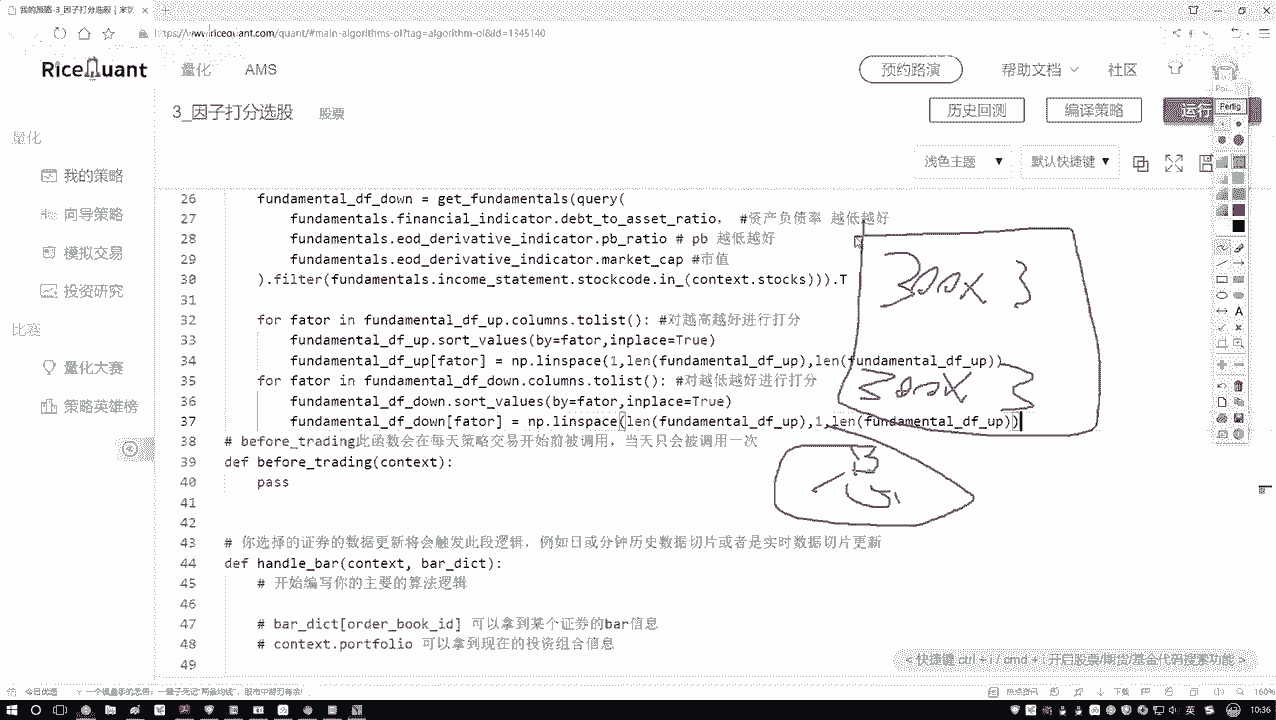 我的策略-3_因子打分选股
https://www.ricequant.com/quant/#main-algorithms-ol?tag=algorithm-ol&id=1345140
RiceQuant 量化 AMS 预约路演 帮助文档 社区
3_因子打分选股 股票 历史回测 编译策略 运行
Fertig
量化
我的策略
向导策略
模拟交易
投资研究
比赛
量化大赛
策略英雄榜
浅色主题 ▼ 默认快捷键 ▼
26 fundamental_df_down = get_fundamentals(query(
27 fundamentals.financial_indicator.debt_to_asset_ratio, #资产负债率 越低越好
28 fundamentals.eod_derivative_indicator.pb_ratio # pb 越低越好
29 fundamentals.eod_derivative_indicator.market_cap #市值
30 ).filter(fundamentals.income_statement.stockcode.in_(context.stocks))).T
31
32 for fator in fundamental_df_up.columns.tolist(): #对越高越好进行打分
33 fundamental_df_up.sort_values(by=fator,inplace=True)
34 fundamental_df_up[fator] = np.linspace(1,len(fundamental_df_up),len(fundamental_df_up))
35 for fator in fundamental_df_down.columns.tolist(): #对越低越好进行打分
36 fundamental_df_down.sort_values(by=fator,inplace=True)
37 fundamental_df_down[fator] = np.linspace(len(fundamental_df_up),1,len(fundamental_df_up))
38 # before_trading此函数会在每天策略交易开始前被调用，当天只会被调用一次
39 def before_trading(context):
40 pass
41
42
43 # 你选择的证券的数据更新将会触发此段逻辑，例如日或分钟历史数据切片或者是实时数据切片更新
44 def handle_bar(context, bar_dict):
45 # 开始编写你的主要的算法逻辑
46
47 # bar_dict[order_book_id] 可以拿到某个证券的bar信息
48 # context.portfolio 可以拿到现在的投资组合信息
49
300x 3
300x 3
< 快捷键 ctrl + i / cmd + i 开启股票/期货/基金代码搜索功能 >
今日优选
热点资讯 下载 160%
英 10:36